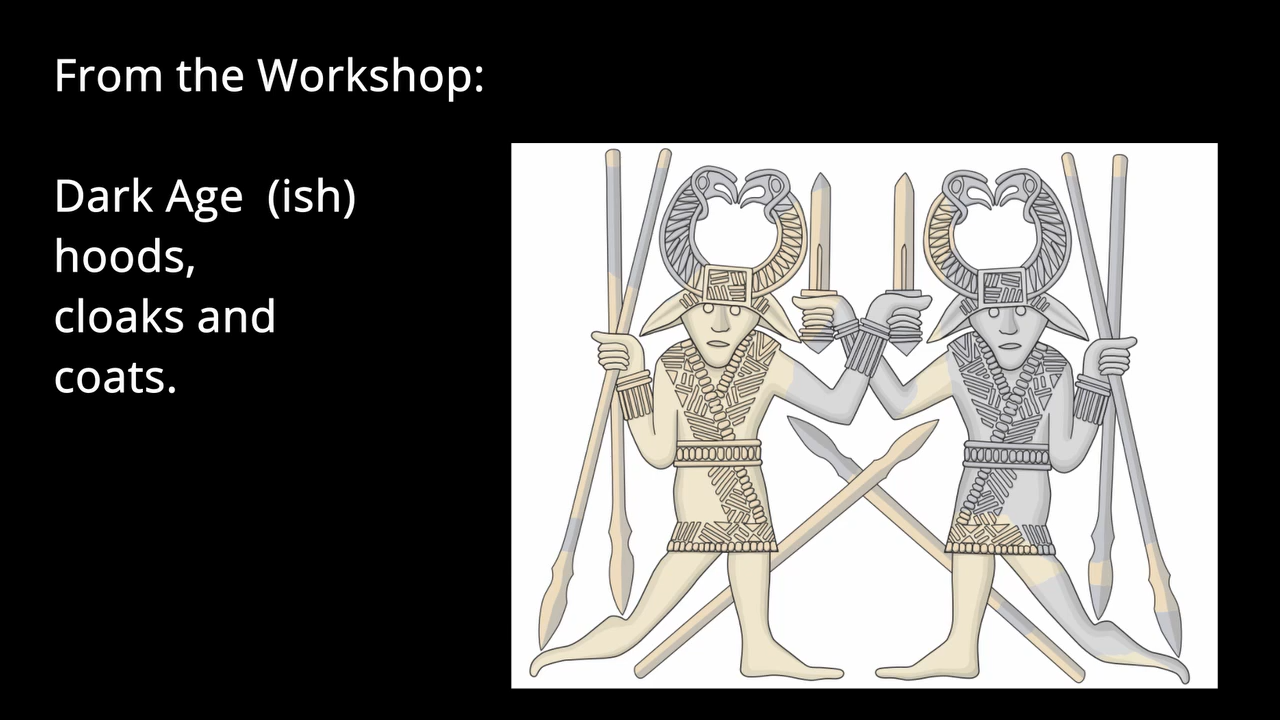 From the Workshop:
Dark Age (ish)
hoods,
cloaks and
coats.